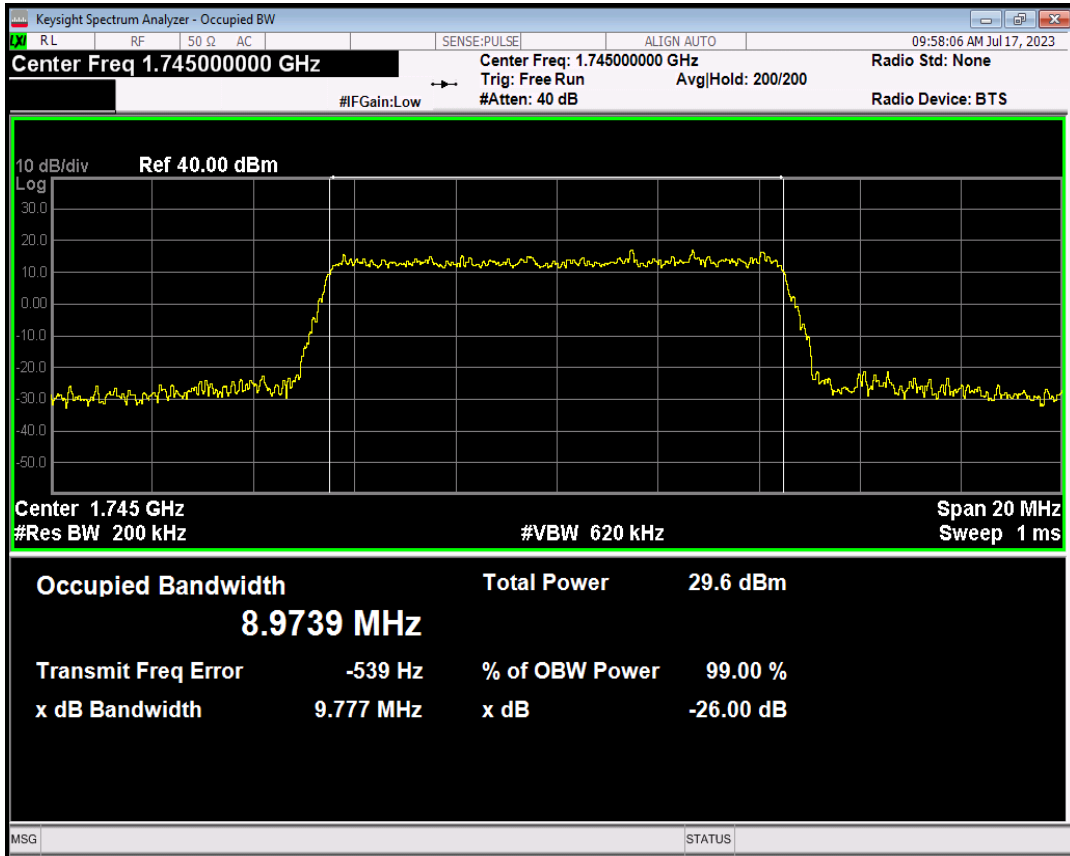 Keysight Spectrum Analyzer - Occupied BW
LXI RL RF 50 Ω AC SENSE:PULSE ALIGN AUTO 09:58:06 AM Jul 17, 2023
Center Freq 1.745000000 GHz Center Freq: 1.745000000 GHz Radio Std: None
Trig: Free Run Avg|Hold: 200/200
#IFGain:Low #Atten: 40 dB Radio Device: BTS
10 dB/div Ref 40.00 dBm
Log
30.0
20.0
10.0
0.00
-10.0
-20.0
-30.0
-40.0
-50.0
Center 1.745 GHz Span 20 MHz
#Res BW 200 kHz #VBW 620 kHz Sweep 1 ms
Occupied Bandwidth Total Power 29.6 dBm
8.9739 MHz
Transmit Freq Error -539 Hz % of OBW Power 99.00 %
x dB Bandwidth 9.777 MHz x dB -26.00 dB
MSG STATUS